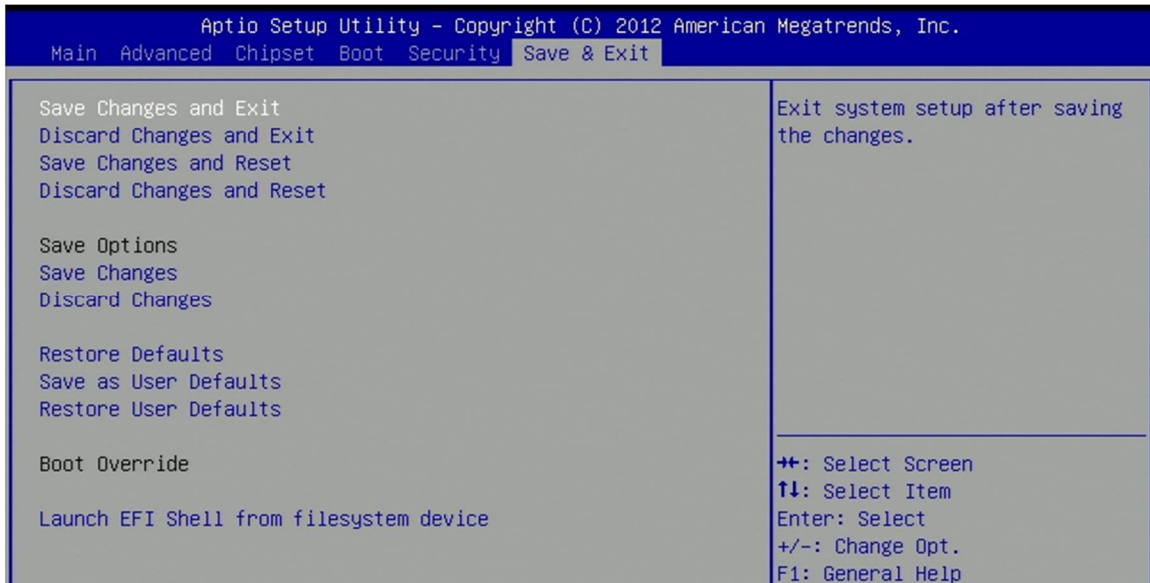 Aptio Setup Utility – Copyright (C) 2012 American Megatrends, Inc.
Main Advanced Chipset Boot Security Save & Exit
Save Changes and Exit
Discard Changes and Exit
Save Changes and Reset
Discard Changes and Reset
Save Options
Save Changes
Discard Changes
Restore Defaults
Save as User Defaults
Restore User Defaults
Boot Override
Launch EFI Shell from filesystem device
Exit system setup after saving
the changes.
→←: Select Screen
↑↓: Select Item
Enter: Select
+/-: Change Opt.
F1: General Help